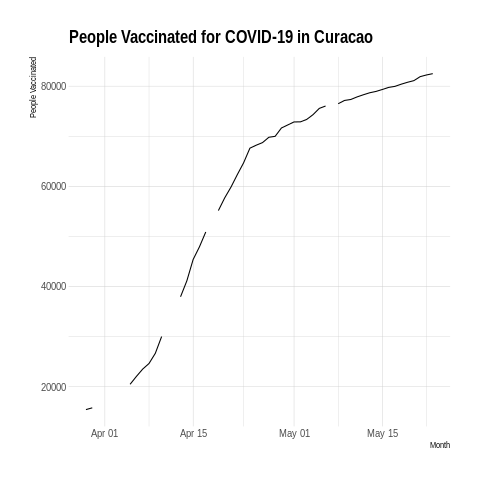 People Vaccinated for COVID-19 in Curacao
People Vaccinated
80000
60000
40000
20000
Apr 01 Apr 15 May 01 May 15
Month